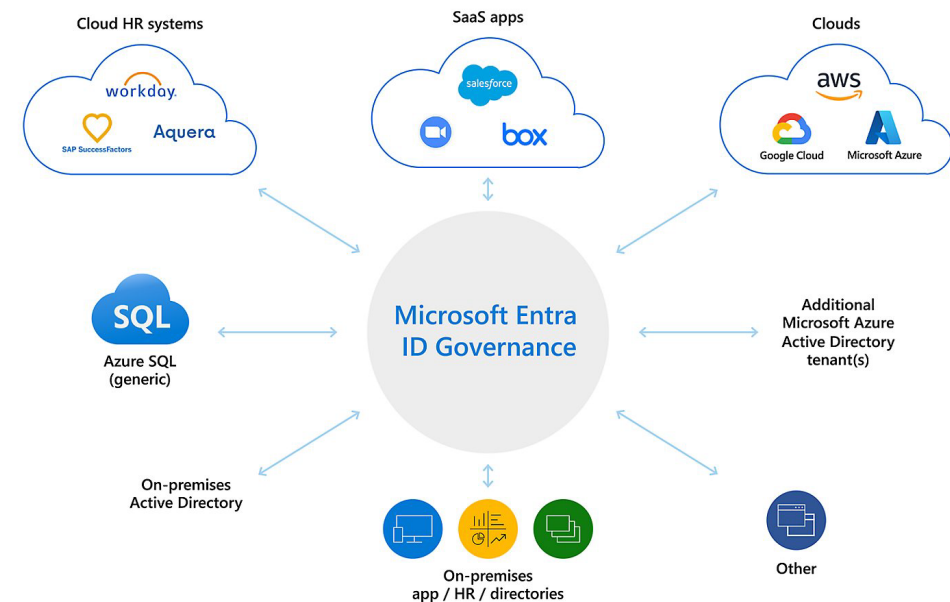 Cloud HR systems
SaaS apps
Clouds
workday.
SAP SuccessFactors
Aquera
salesforce
box
aws
Google Cloud
Microsoft Azure
Microsoft Entra
ID Governance
SQL
Azure SQL
(generic)
Additional
Microsoft Azure
Active Directory
tenant(s)
On-premises
Active Directory
On-premises
app / HR / directories
Other